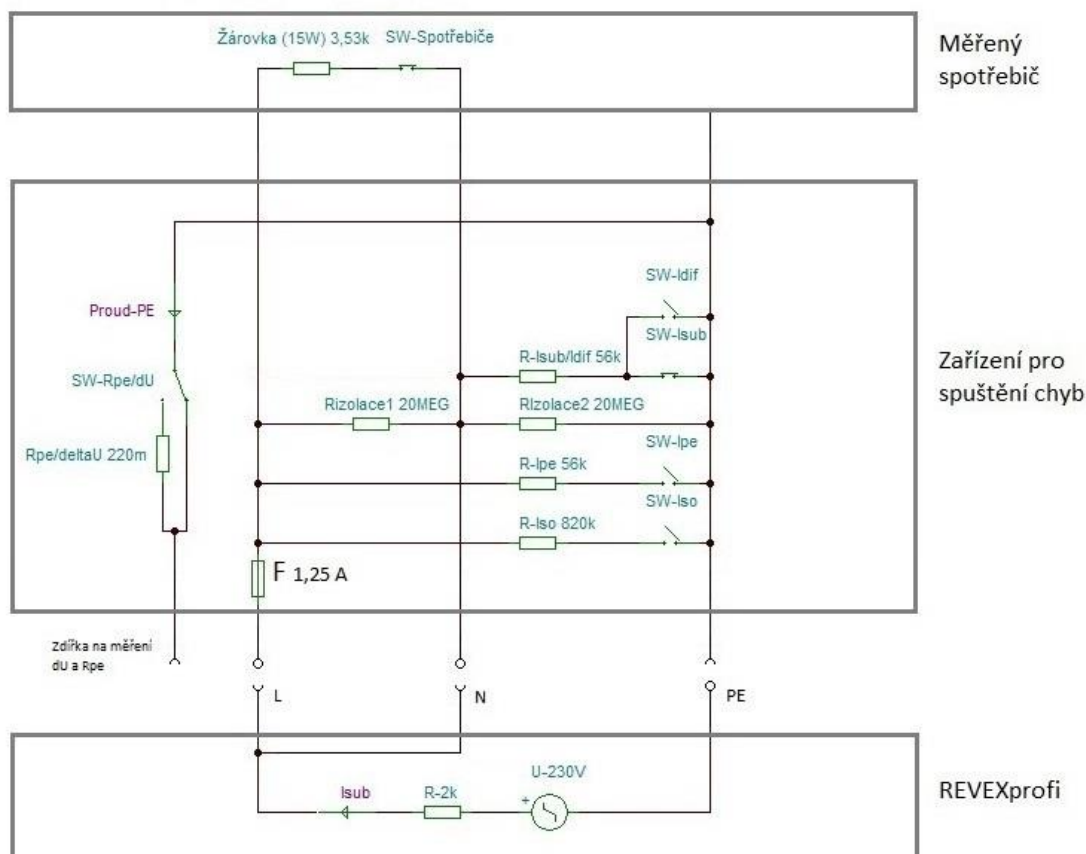 Žárovka (15W) 3,53k
SW-Spotřebiče
Měřený
spotřebič
SW-Idif
Proud-PE
SW-Isub
R-Isub/Idif 56k
SW-Rpe/dU
Zařízení pro
spuštění chyb
Rizolace1 20MEG
RIzolace2 20MEG
SW-Ipe
Rpe/deltaU 220m
R-Ipe 56k
SW-Iso
R-Iso 820k
F 1,25 A
Zdířka na měření
dU a Rpe
L
N
PE
U-230V
Isub
R-2k
+
REVEXprofi